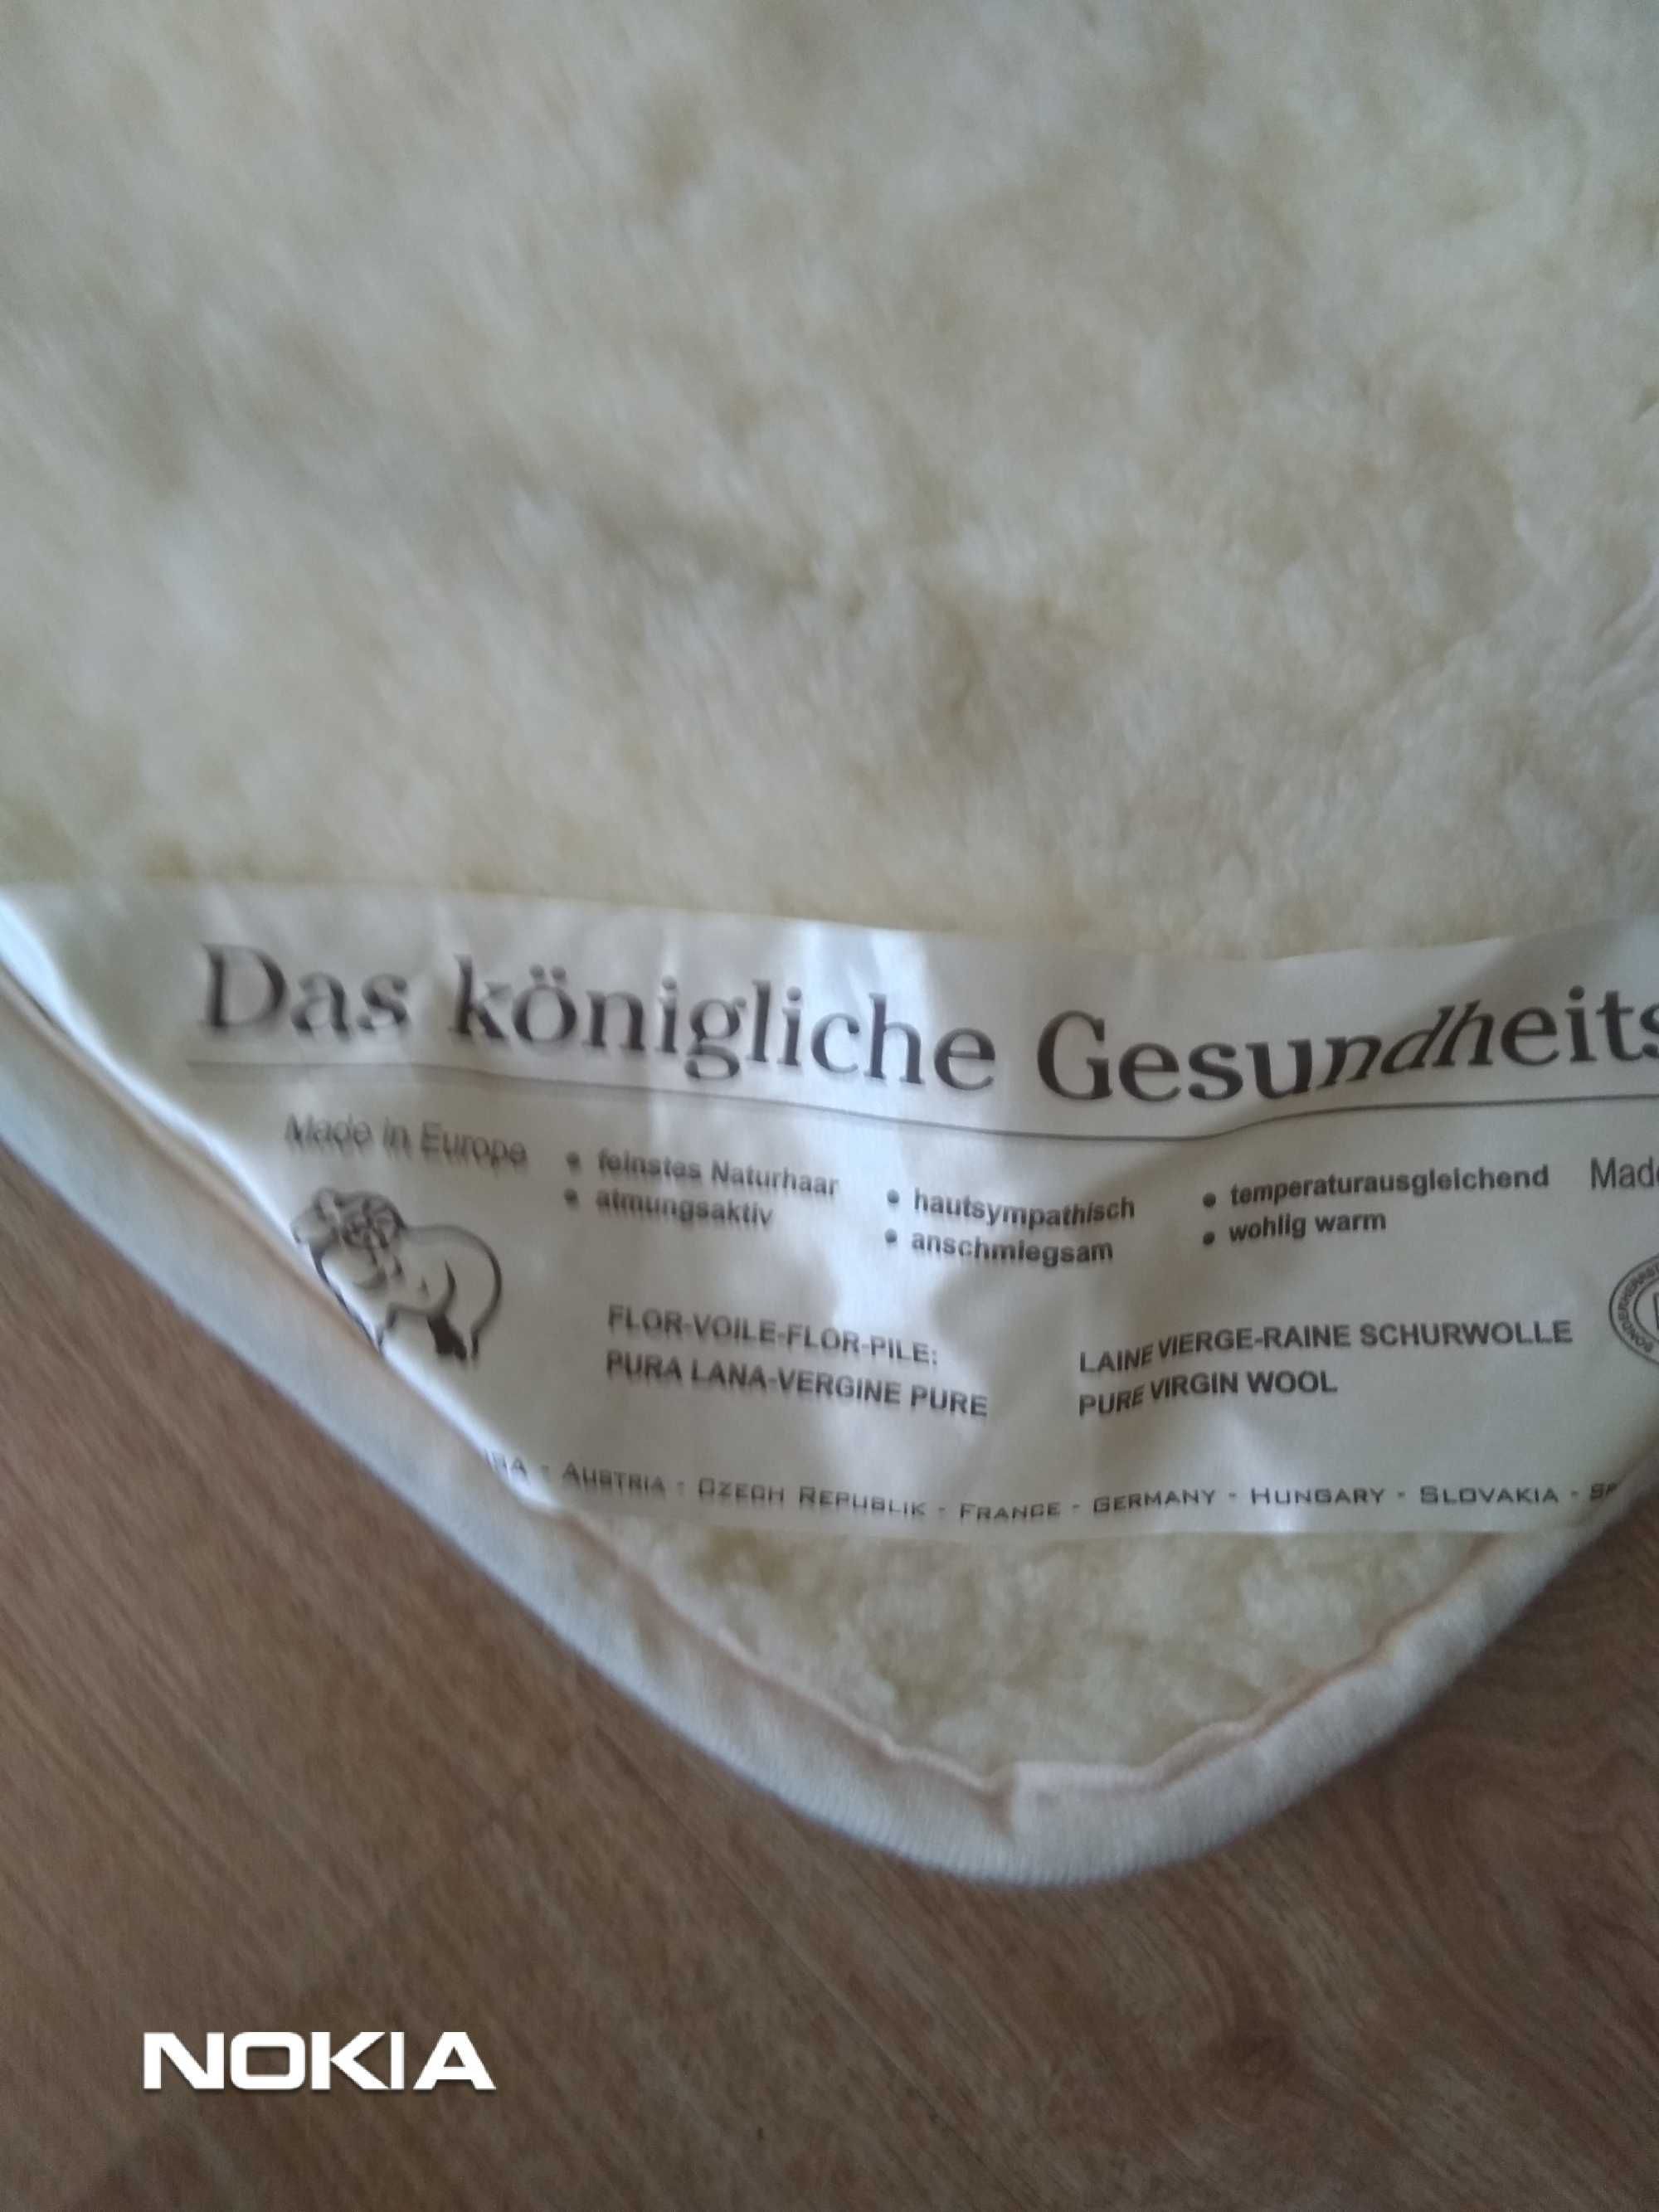 Das königliche Gesundheits
Made in Europe
• feinstes Naturhaar
• atmungsaktiv
• hautsympathisch
• anschmiegsam
• temperaturausgleichend
• wohlig warm
FLOR-VOILE-FLOR-PILE:
PURA LANA-VERGINE PURE
LAINE VIERGE-RAINE SCHURWOLLE
PURE VIRGIN WOOL
AUSTRIA - CZECH REPUBLIK - FRANCE - GERMANY - HUNGARY - SLOVAKIA -
NOKIA